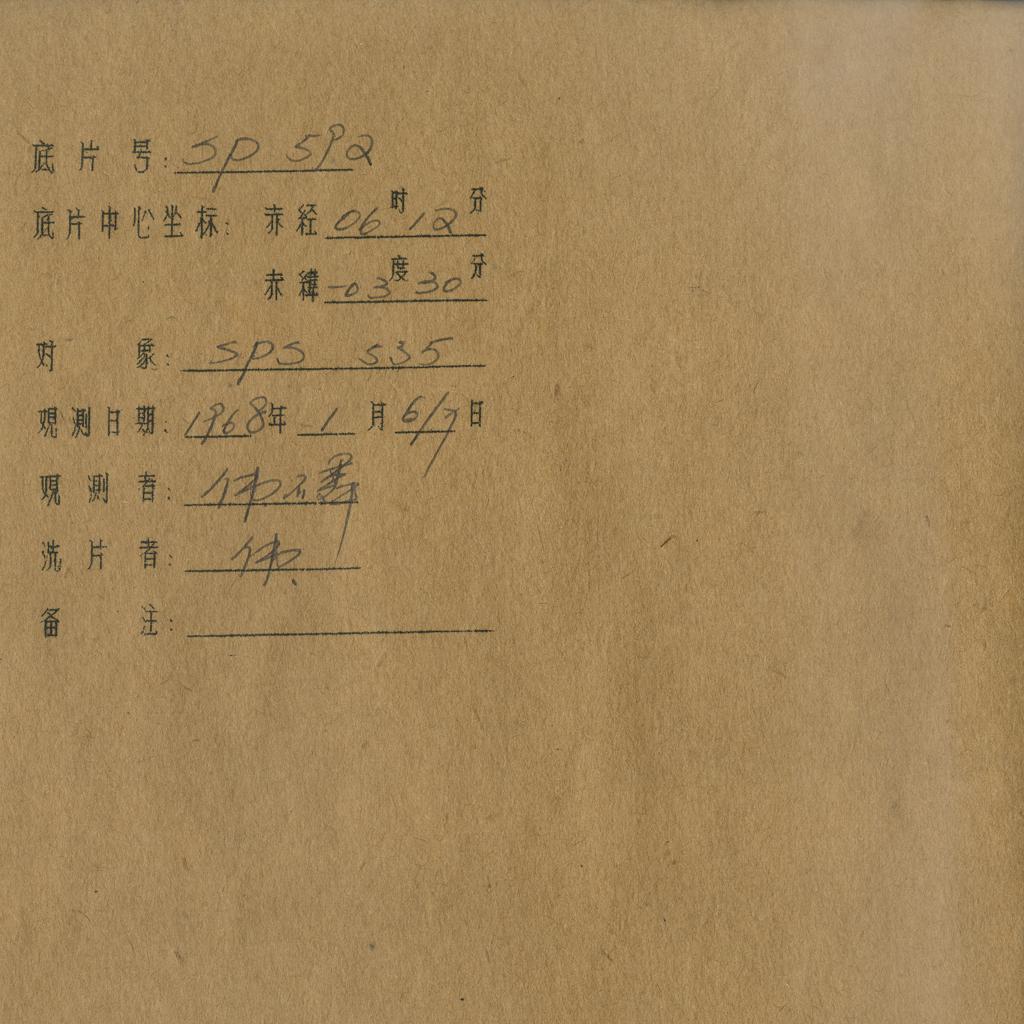 底片号: SP 592
底片中心坐标: 赤经 06时12分
赤緯 -03度30分
对象: SPS 535
观测日期: 1968年 1月 6/7日
观测者:
洗片者:
备注: